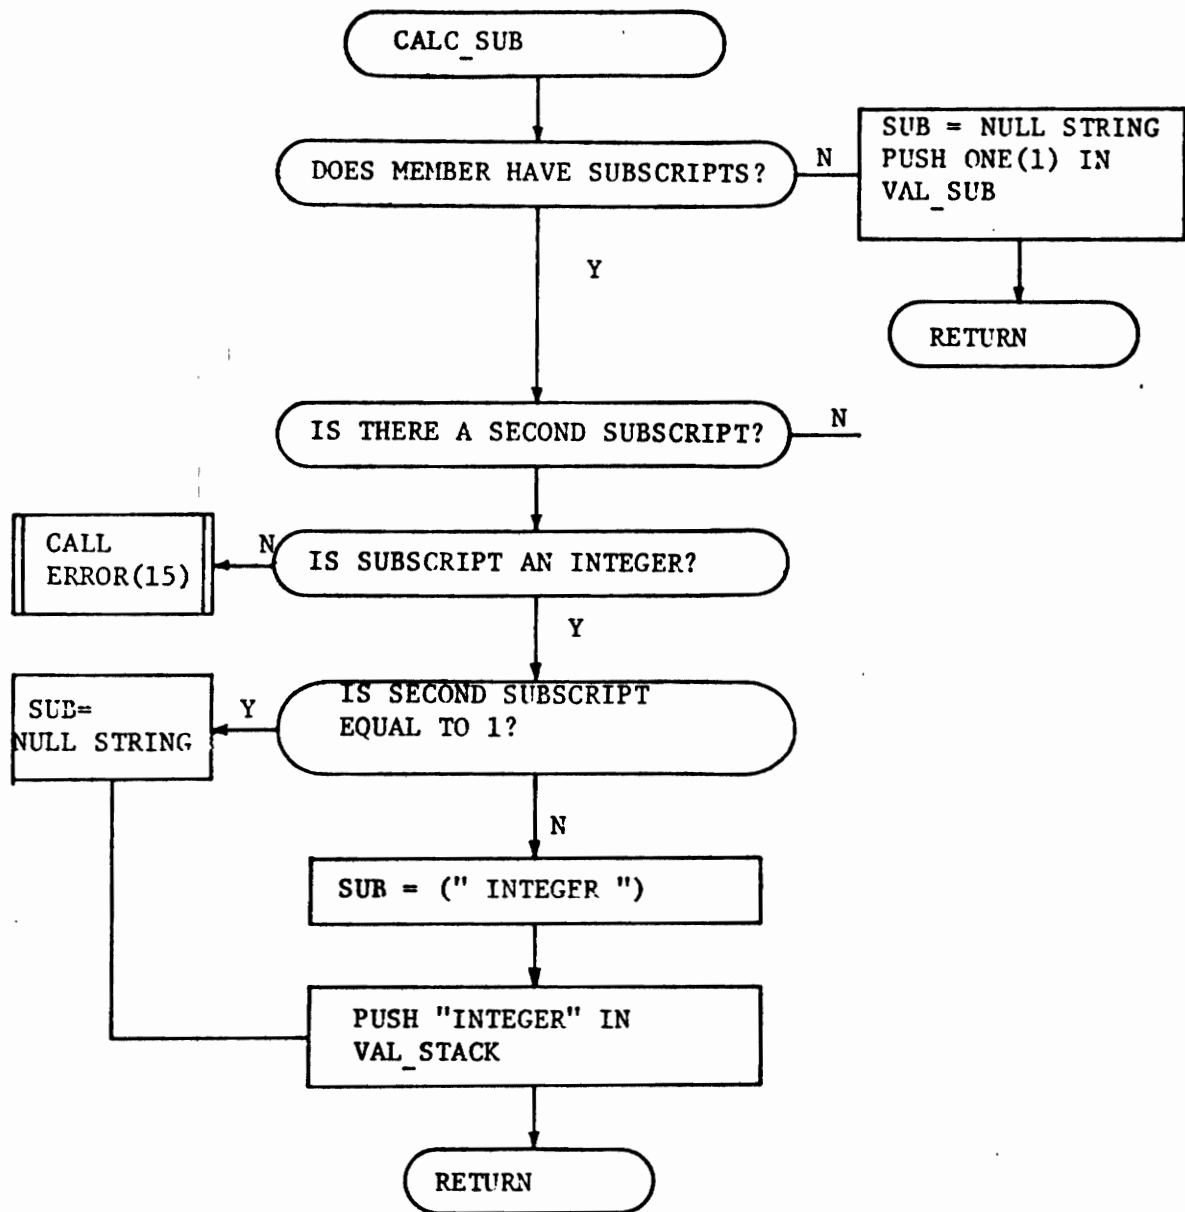 CALC_SUB
DOES MEMBER HAVE SUBSCRIPTS?
N
SUB = NULL STRING
PUSH ONE(1) IN
VAL_SUB
Y
RETURN
IS THERE A SECOND SUBSCRIPT?
N
CALL
ERROR(15)
N
IS SUBSCRIPT AN INTEGER?
Y
SUB=
NULL STRING
Y
IS SECOND SUBSCRIPT
EQUAL TO 1?
N
SUB = (" INTEGER ")
PUSH "INTEGER" IN
VAL_STACK
RETURN